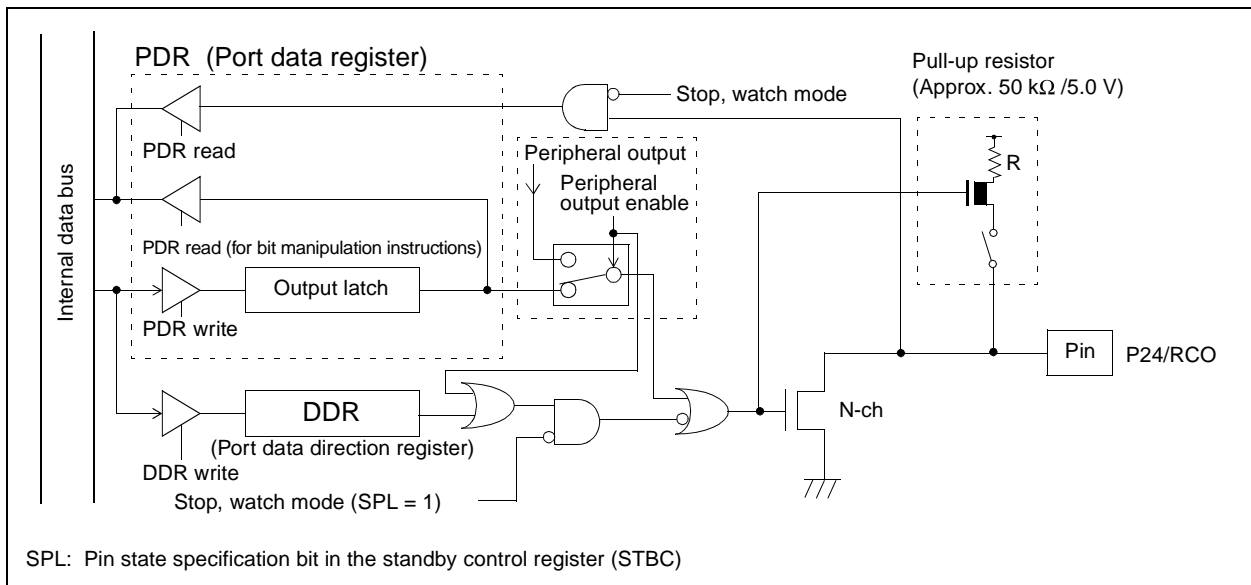 PDR (Port data register)
Pull-up resistor
(Approx. 50 kΩ /5.0 V)
Stop, watch mode
PDR read
Peripheral output
R
Peripheral
output enable
Internal data bus
PDR read (for bit manipulation instructions)
Output latch
PDR write
Pin
P24/RCO
DDR
N-ch
(Port data direction register)
DDR write
Stop, watch mode (SPL = 1)
SPL: Pin state specification bit in the standby control register (STBC)